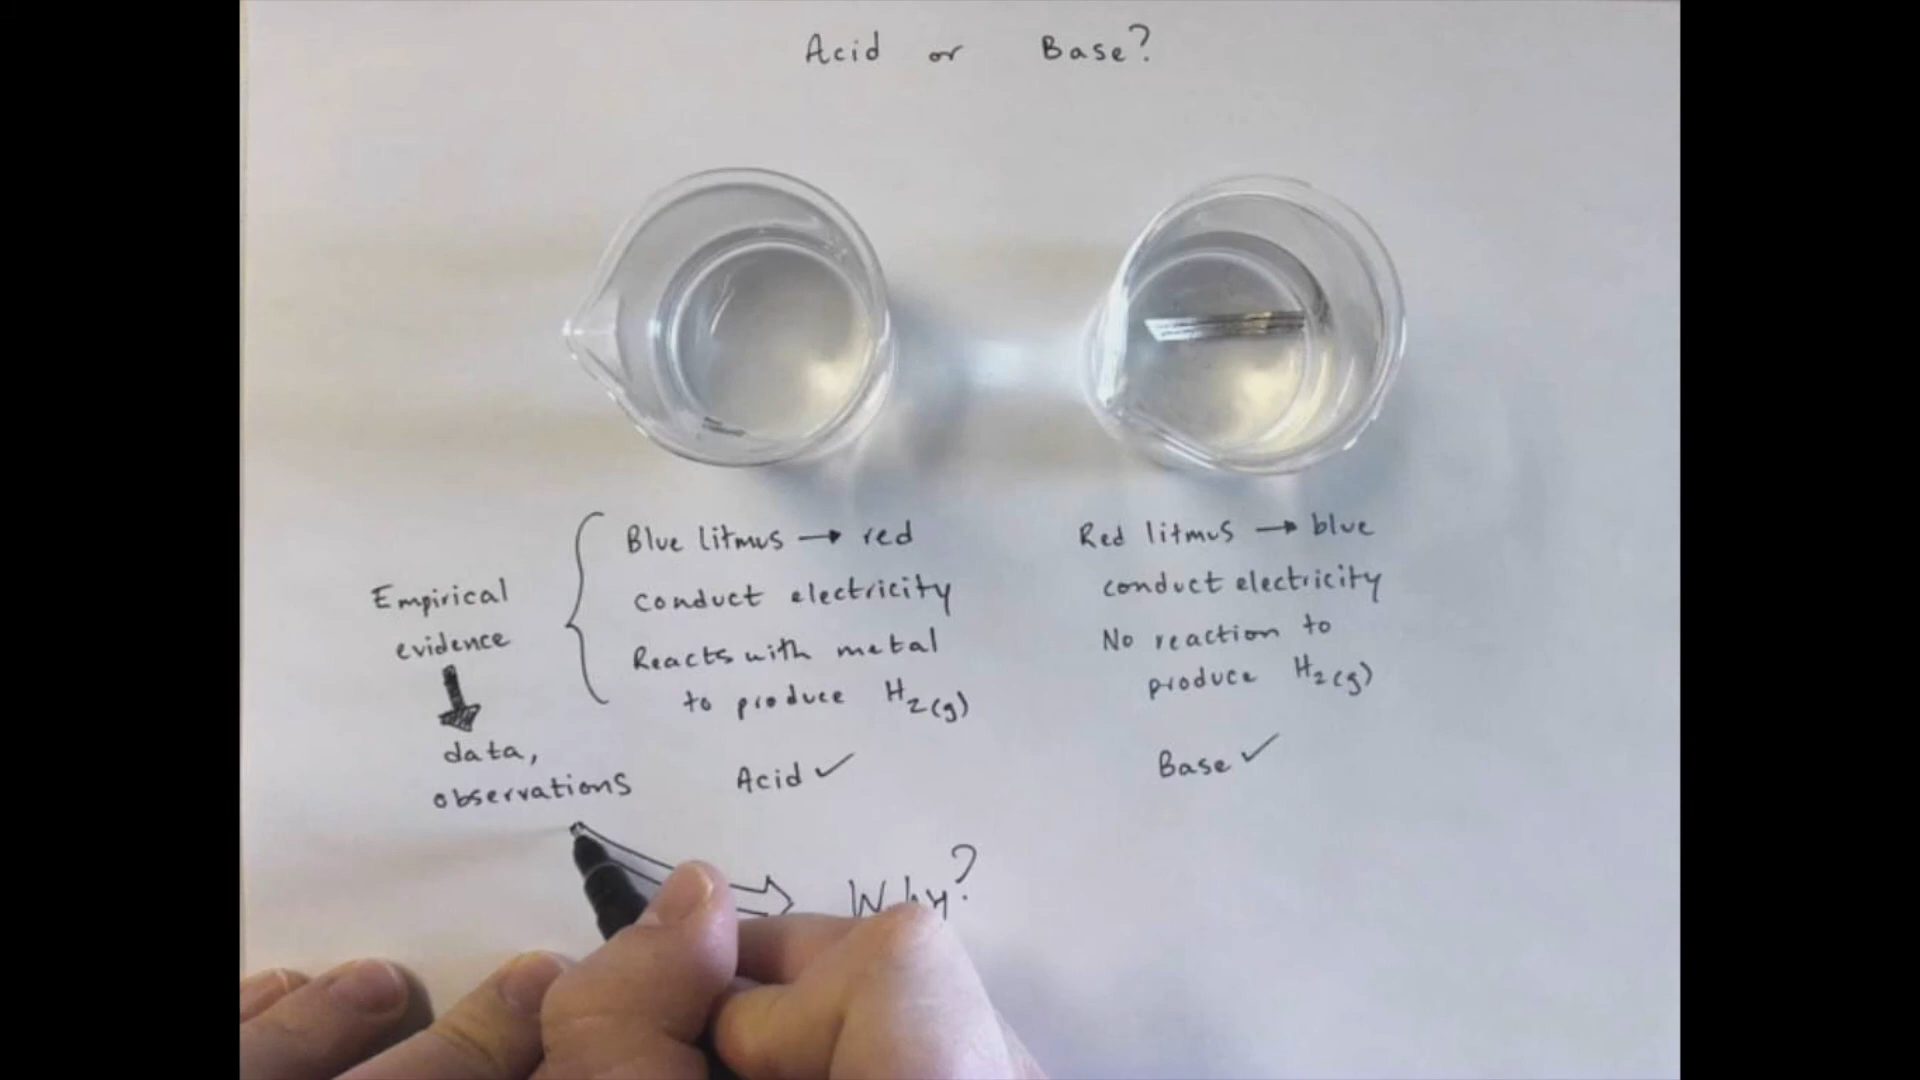 Acid or Base?
Blue litmus → red
conduct electricity
Reacts with metal
to produce H2(g)
Acid ✓
Red litmus → blue
conduct electricity
No reaction to
produce H2(g)
Base ✓
Empirical
evidence
data,
observations
Why?